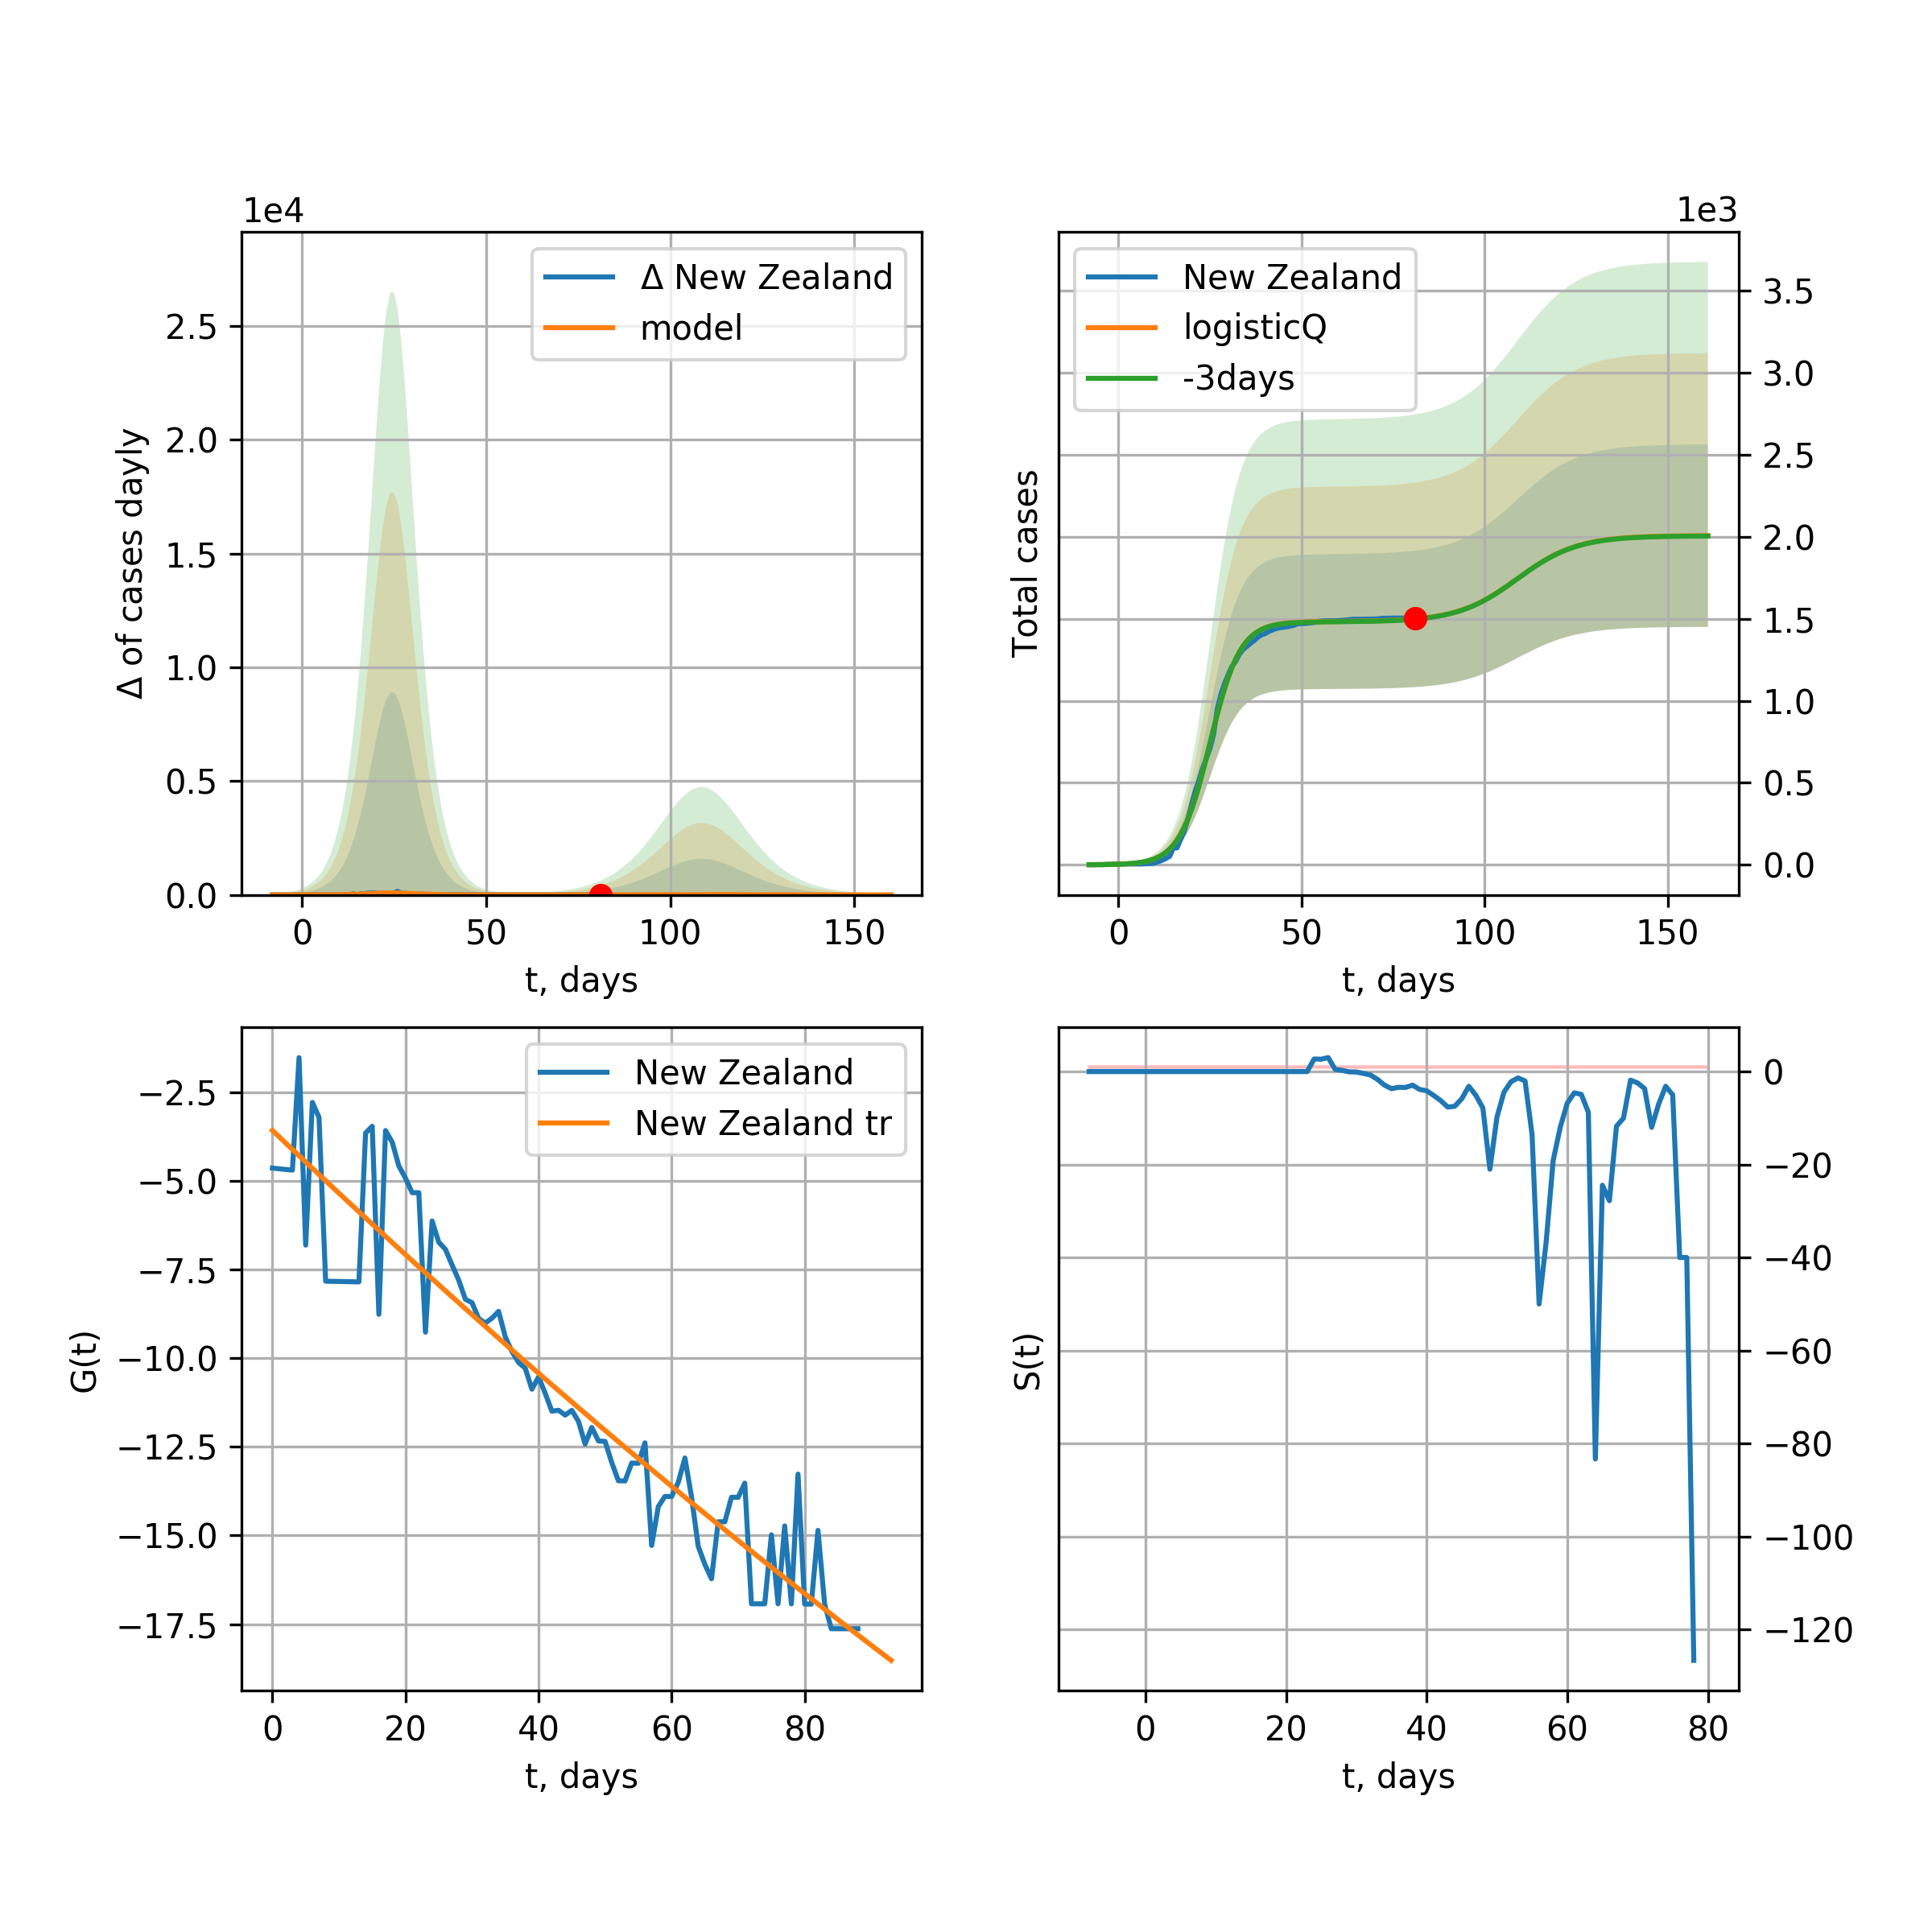 1e4
Δ New Zealand
model
2.5
2.0
1.5
1.0
0.5
0.0
Δ of cases dayly
0 50 100 150
t, days
1e3
New Zealand
logisticQ
-3days
3.5
3.0
2.5
2.0
1.5
1.0
0.5
0.0
Total cases
0 50 100 150
t, days
New Zealand
New Zealand tr
−2.5
−5.0
−7.5
−10.0
−12.5
−15.0
−17.5
G(t)
0 20 40 60 80
t, days
0
−20
−40
−60
−80
−100
−120
S(t)
0 20 40 60 80
t, days